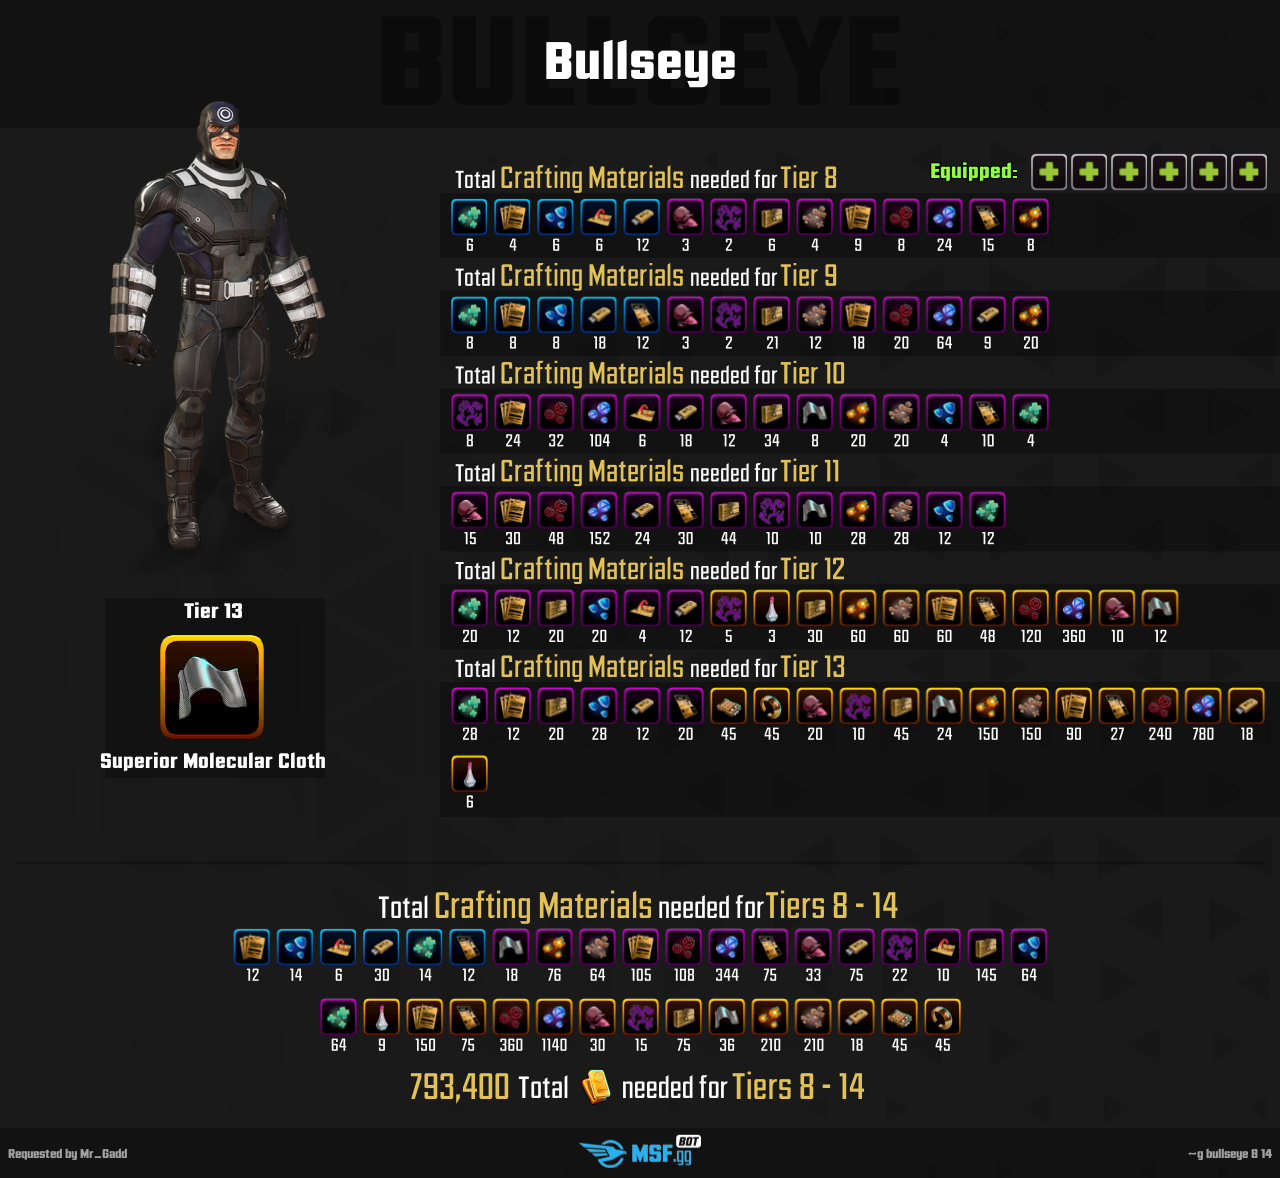 BULLSEYE
Bullseye
Equipped:
Total Crafting Materials needed for Tier 8
6 4 6 6 12 3 2 6 4 9 8 24 15 8
Total Crafting Materials needed for Tier 9
8 8 8 18 12 3 2 21 12 18 20 64 9 20
Total Crafting Materials needed for Tier 10
8 24 32 104 6 18 12 34 8 20 20 4 10 4
Total Crafting Materials needed for Tier 11
15 30 48 152 24 30 44 10 10 28 28 12 12
Total Crafting Materials needed for Tier 12
20 12 20 20 4 12 5 3 30 60 60 60 48 120 360 10 12
Total Crafting Materials needed for Tier 13
28 12 20 28 12 20 45 45 20 10 45 24 150 150 90 27 240 780 18
6
Tier 13
Superior Molecular Cloth
Total Crafting Materials needed for Tiers 8 - 14
12 14 6 30 14 12 18 76 64 105 108 344 75 33 75 22 10 145 64
64 9 150 75 360 1140 30 15 75 36 210 210 18 45 45
793,400 Total needed for Tiers 8 - 14
Requested by Mr_Gadd
MSF.gg BOT
~g bullseye 8 14